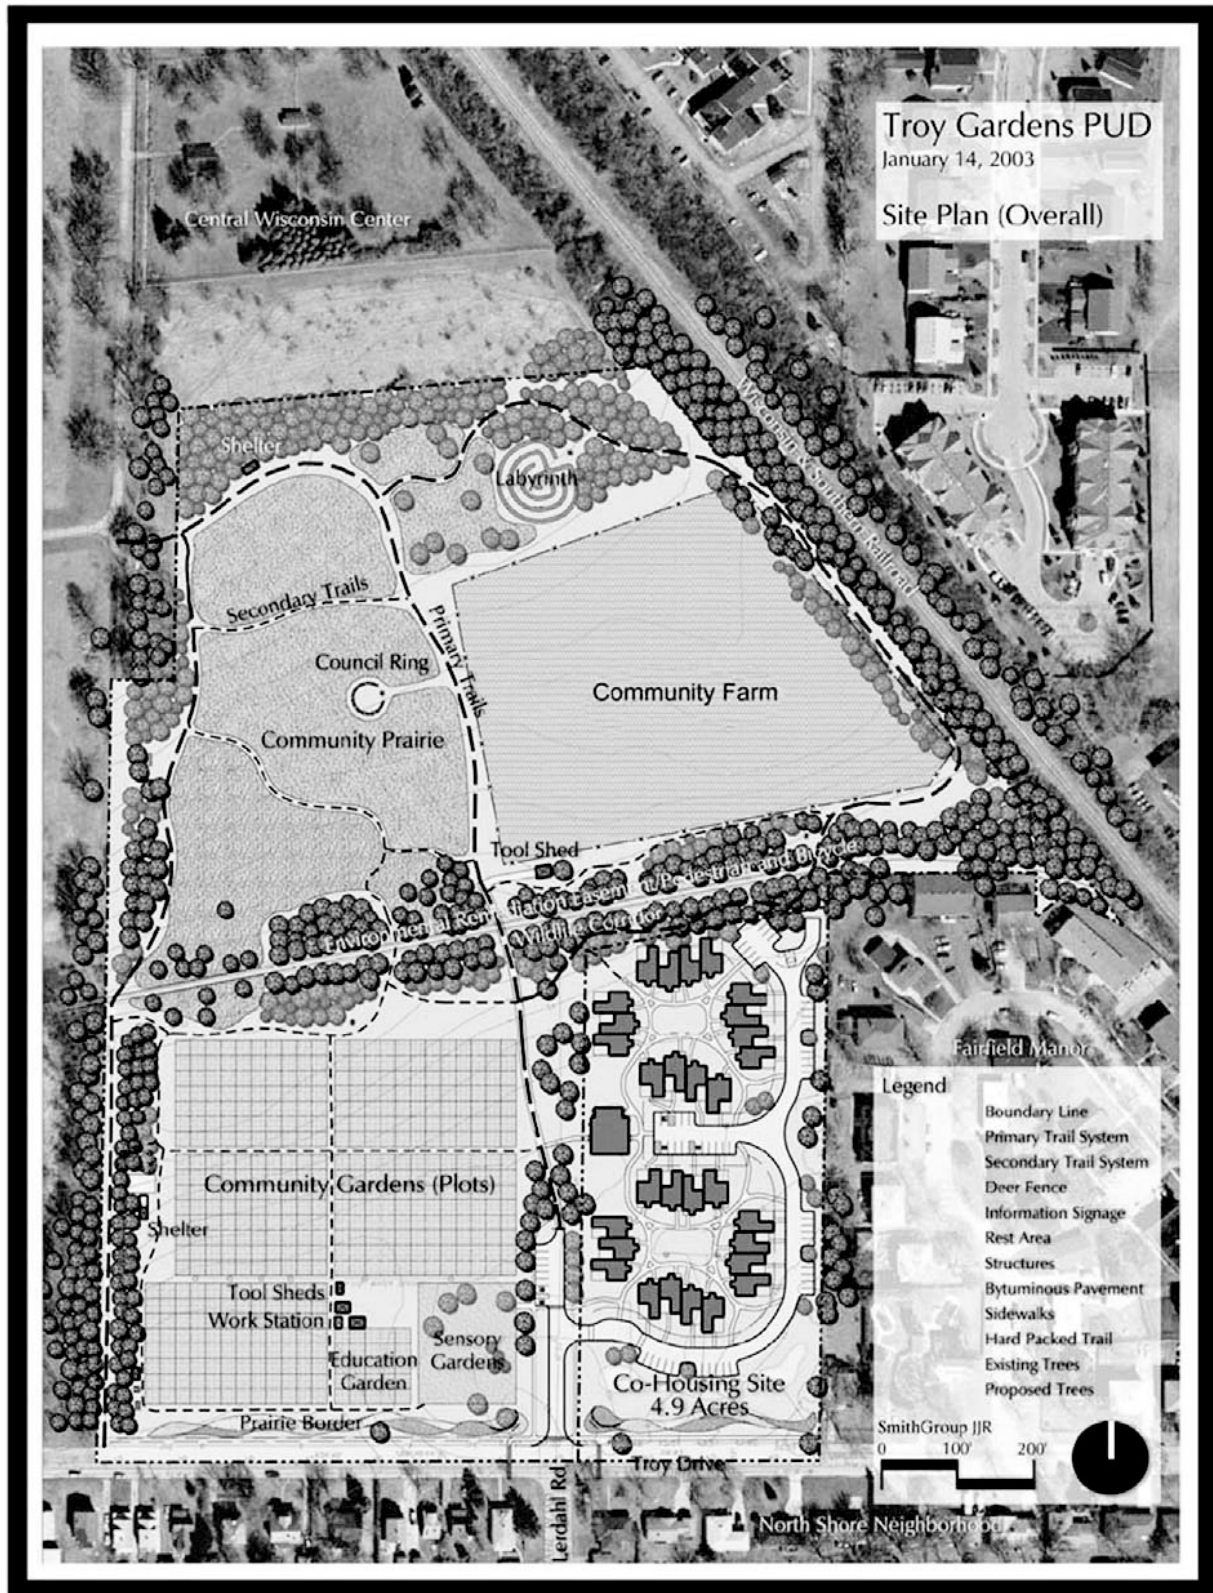 Troy Gardens PUD
January 14, 2003
Site Plan (Overall)
Central Wisconsin Center
Wisconsin & Southern Railroad
Shelter
Labyrinth
Secondary Trails
Primary Trails
Council Ring
Community Farm
Community Prairie
Tool Shed
Environmental Remediation Easement/Pedestrian and Bicycle
Wildlife Corridor
Fairfield Manor
Legend
Boundary Line
Primary Trail System
Secondary Trail System
Deer Fence
Information Signage
Rest Area
Structures
Bytuminous Pavement
Sidewalks
Hard Packed Trail
Existing Trees
Proposed Trees
Community Gardens (Plots)
Shelter
Tool Sheds
Work Station
Sensory
Gardens
Education
Garden
Co-Housing Site
4.9 Acres
Prairie Border
SmithGroup JJR
0 100' 200'
Troy Drive
Lerdahl Rd
North Shore Neighborhood